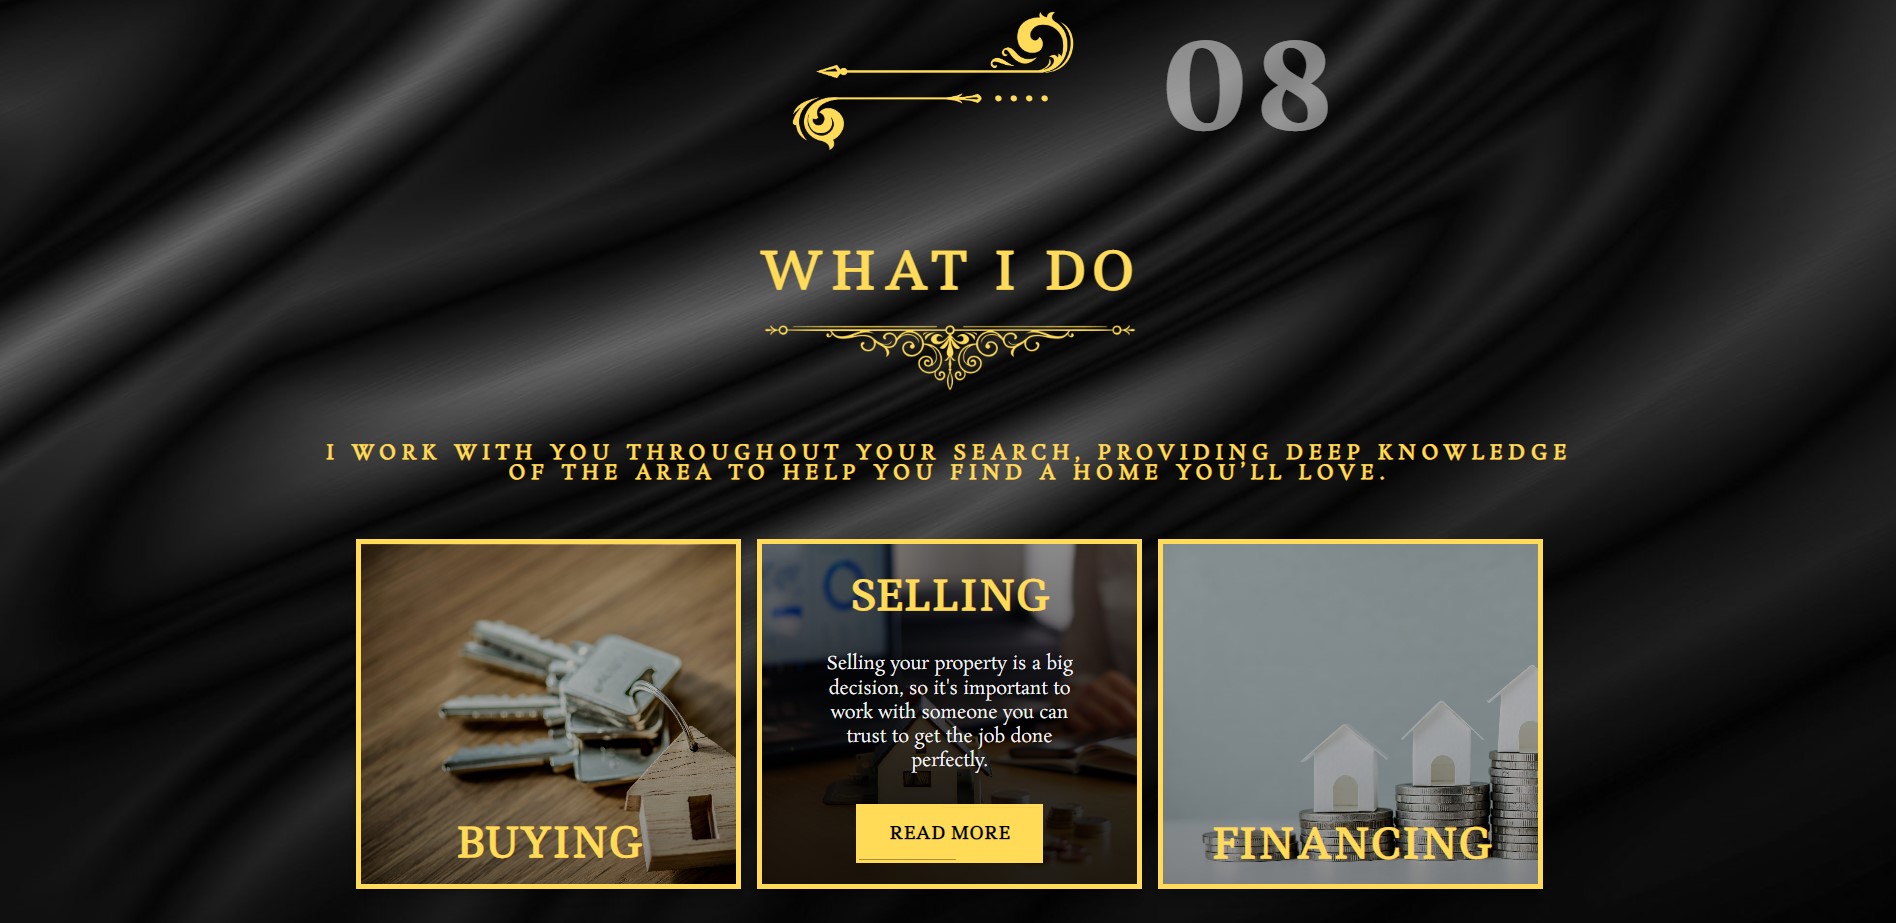 08
WHAT I DO
I WORK WITH YOU THROUGHOUT YOUR SEARCH, PROVIDING DEEP KNOWLEDGE
OF THE AREA TO HELP YOU FIND A HOME YOU’LL LOVE.
BUYING
SELLING
Selling your property is a big
decision, so it's important to
work with someone you can
trust to get the job done
perfectly.
READ MORE
FINANCING